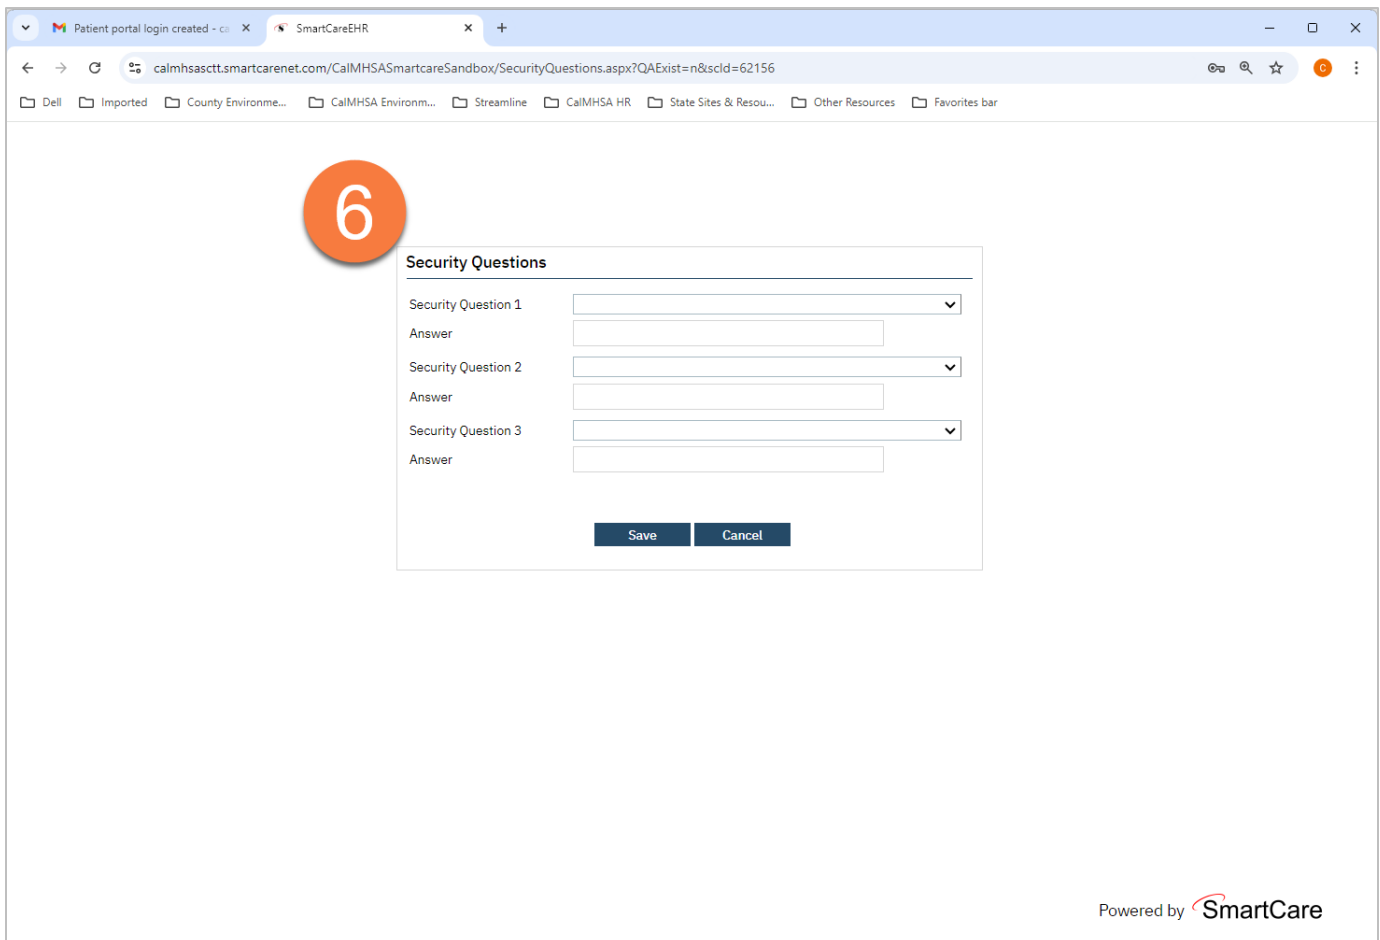 Patient portal login created - ca
SmartCareEHR
calmhsasctt.smartcarenet.com/CalMHSASmartcareSandbox/SecurityQuestions.aspx?QAExist=n&scId=62156
C
Dell Imported County Environme... CalMHSA Environm... Streamline CalMHSA HR State Sites & Resou... Other Resources Favorites bar
6
Security Questions
Security Question 1
Answer
Security Question 2
Answer
Security Question 3
Answer
Save Cancel
Powered by SmartCare